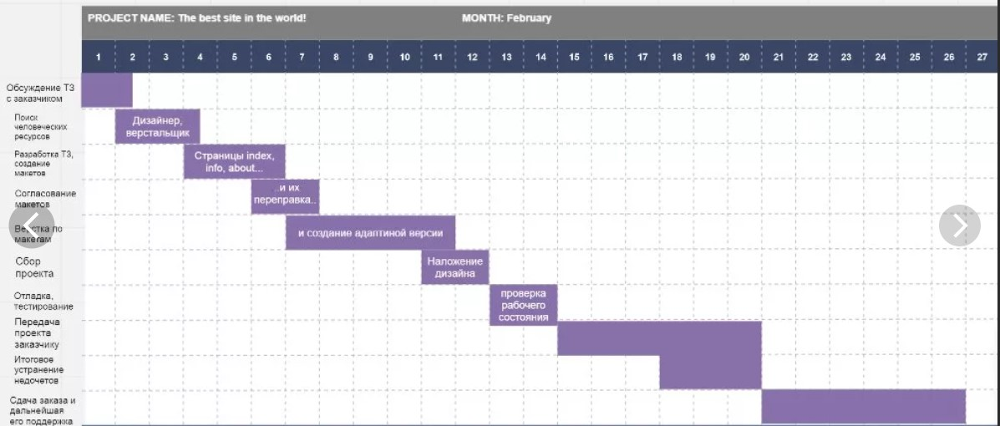 PROJECT NAME: The best site in the world! MONTH: February
1 2 3 4 5 6 7 8 9 10 11 12 13 14 15 16 17 18 19 20 21 22 23 24 25 26 27
Обсуждение ТЗ
с заказчиком
Поиск
человеческих
ресурсов
Дизайнер,
верстальщик
Разработка ТЗ,
создание
макетов
Страницы index,
info, about...
Согласование
макетов
..и их
переправка..
Верстка по
макетам
и создание адаптиной версии
Сбор
проекта
Наложение
дизайна
Отладка,
тестирование
проверка
рабочего
состояния
Передача
проекта
заказчику
Итоговое
устранение
недочетов
Сдача заказа и
дальнейшая
его поддержка